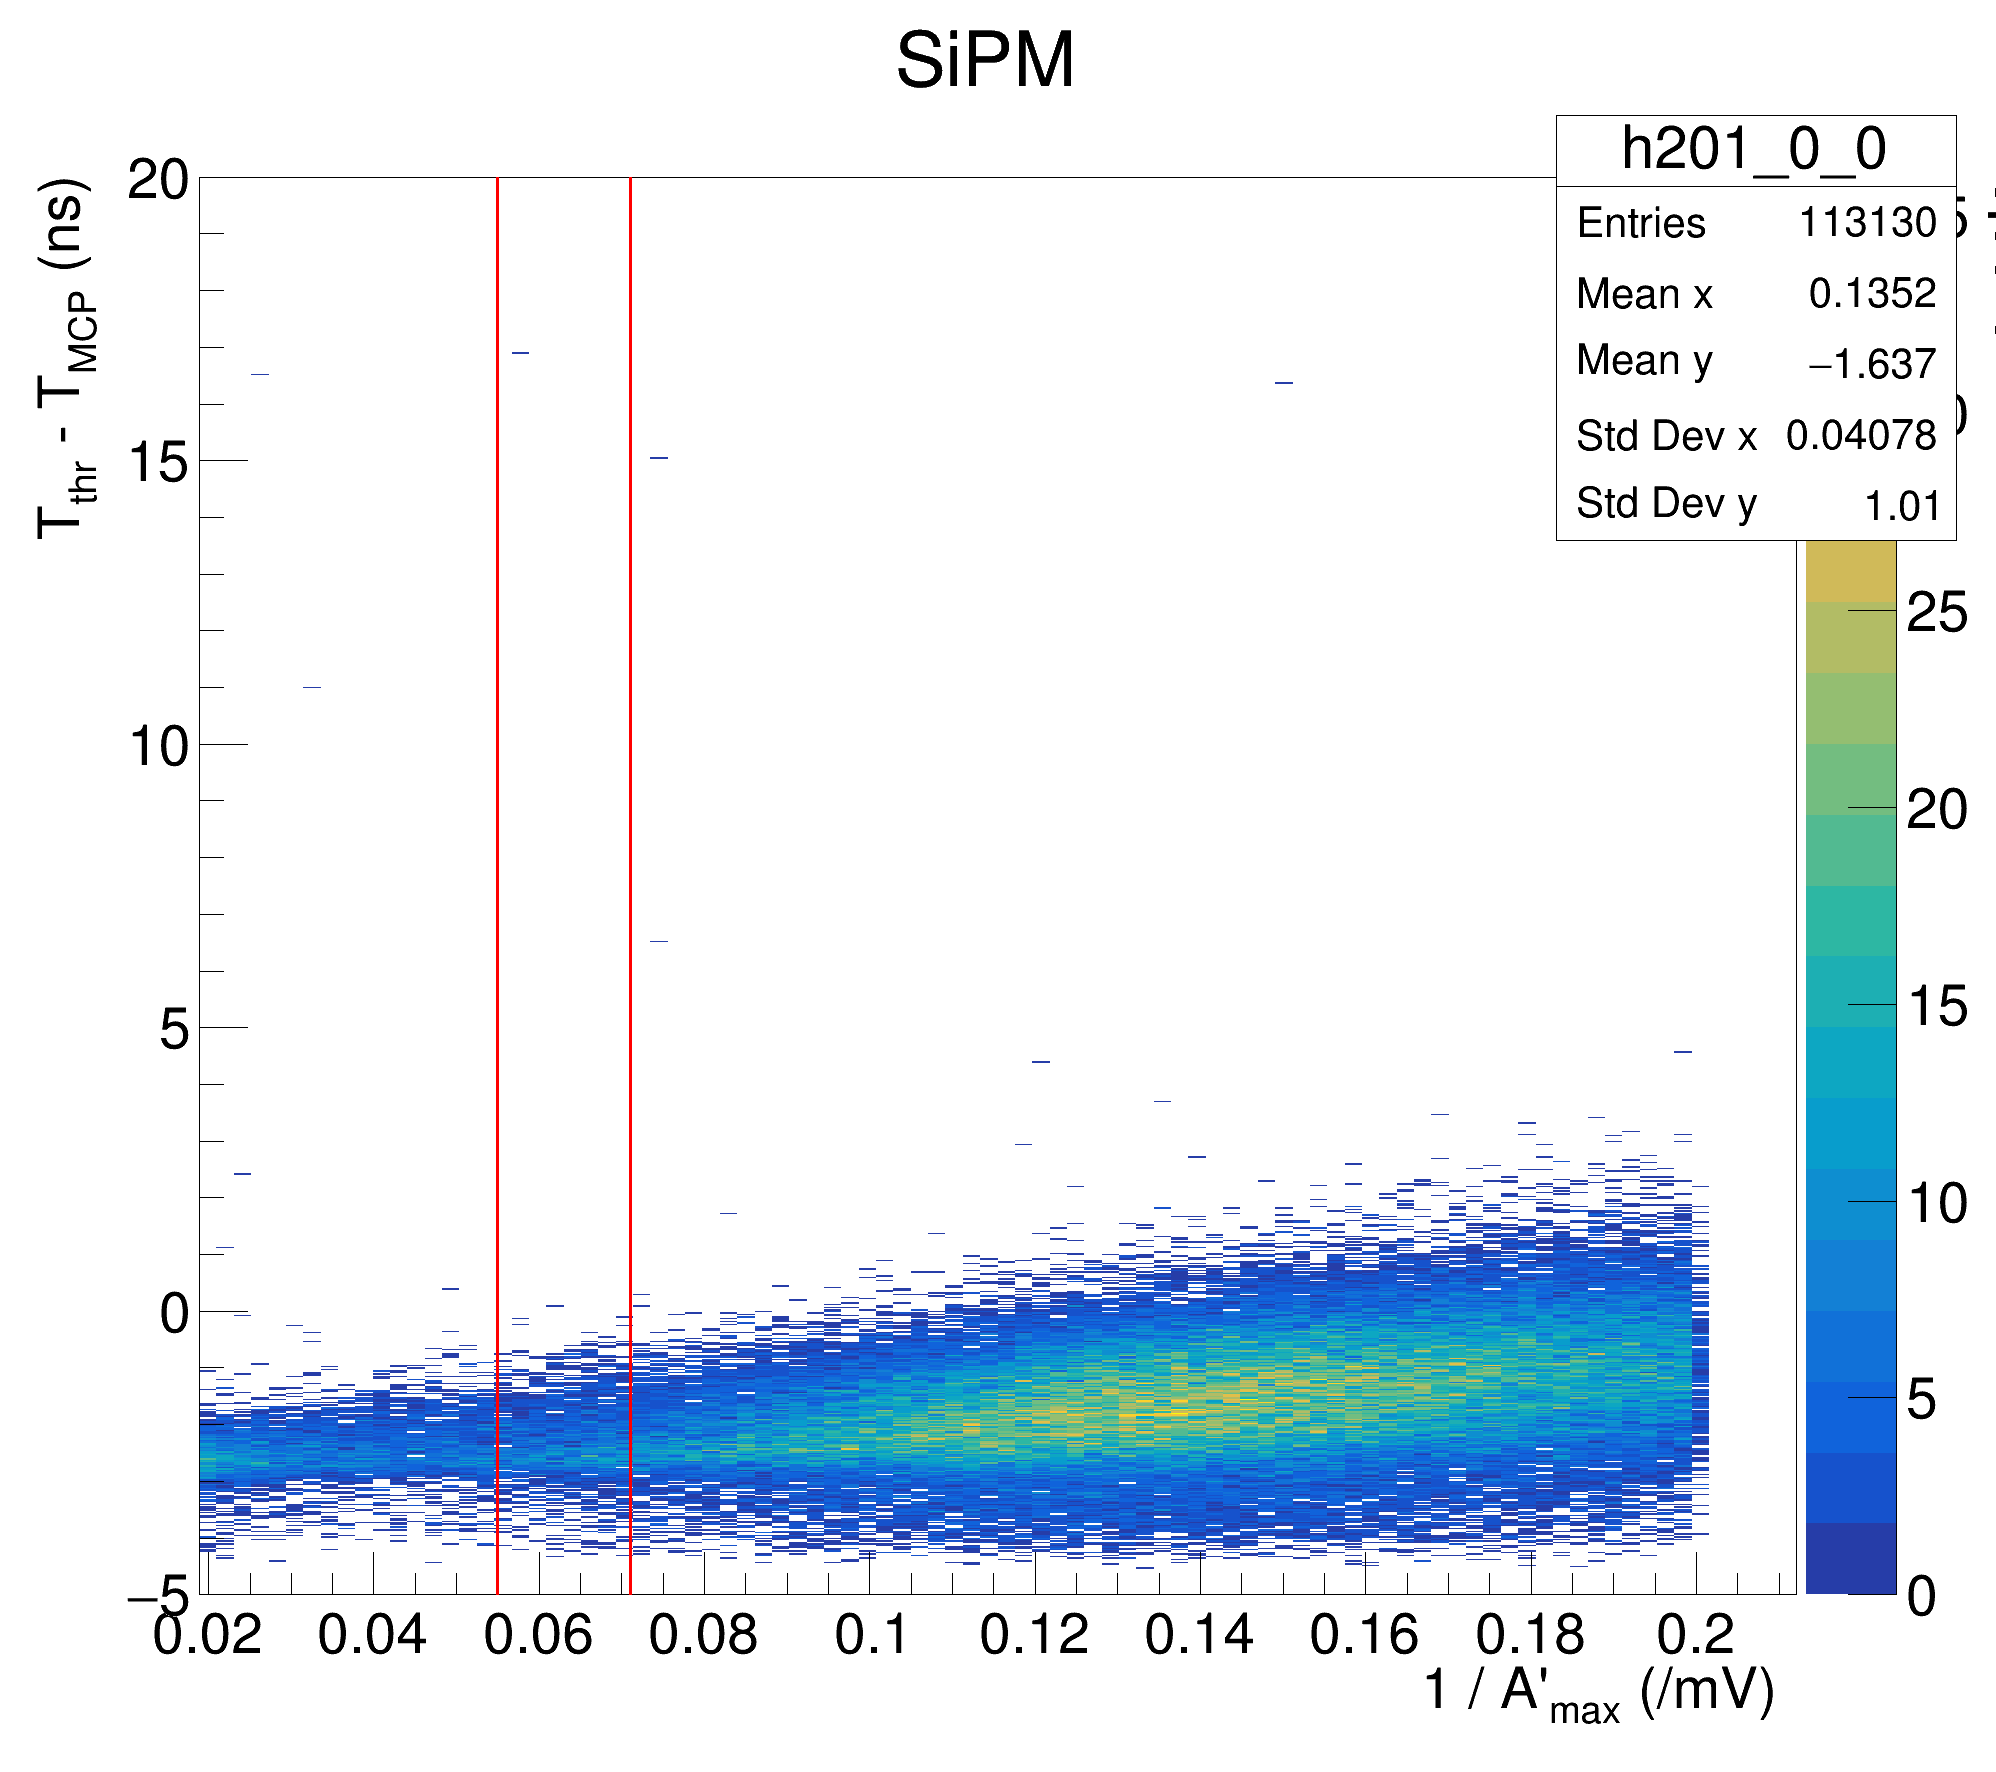 SiPM
h201_0_0
Entries 113130
Mean x 0.1352
Mean y −1.637
Std Dev x 0.04078
Std Dev y 1.01
T_thr - T_MCP (ns)
20
15
10
5
0
−5
0.02 0.04 0.06 0.08 0.1 0.12 0.14 0.16 0.18 0.2
1 / A'_max (/mV)
25
20
15
10
5
0